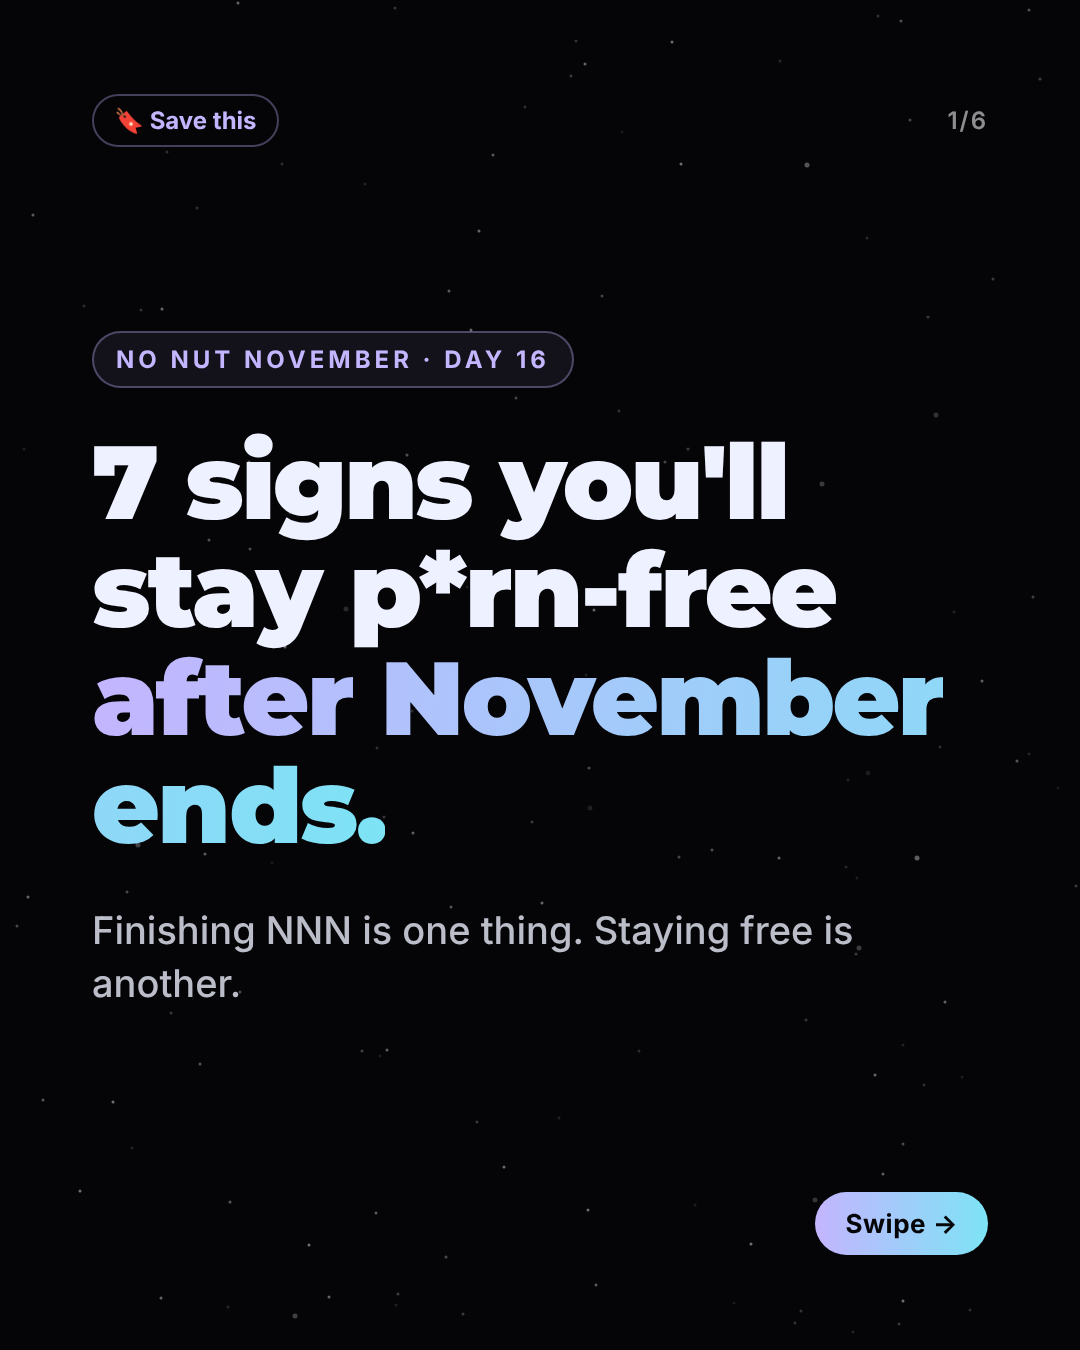 🔖 Save this
1/6
NO NUT NOVEMBER · DAY 16
7 signs you'll
stay p*rn-free
after November
ends.
Finishing NNN is one thing. Staying free is
another.
Swipe →